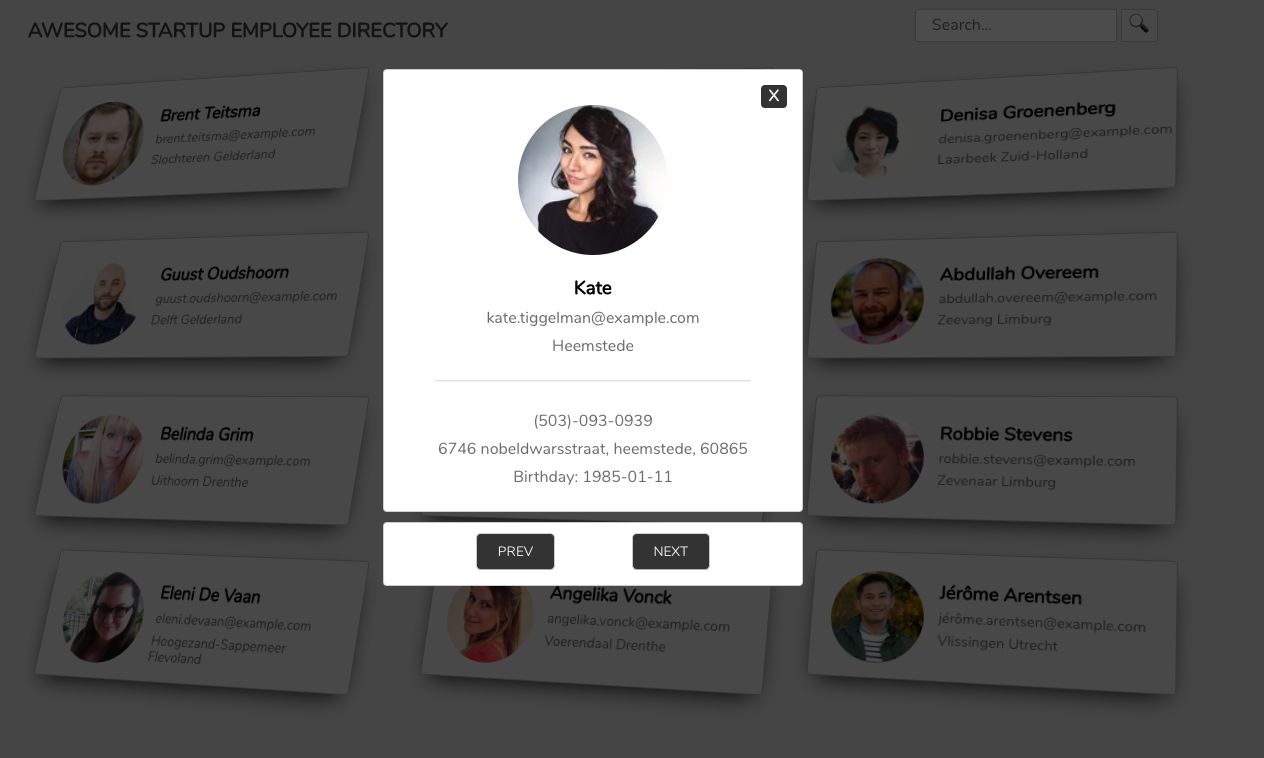 AWESOME STARTUP EMPLOYEE DIRECTORY
Search...
X
Brent Teitsma
brent.teitsma@example.com
Slochteren Gelderland
Denisa Groenenberg
denisa.groenenberg@example.com
Laarbeek Zuid-Holland
Kate
kate.tiggelman@example.com
Heemstede
(503)-093-0939
6746 nobeldwarsstraat, heemstede, 60865
Birthday: 1985-01-11
PREV
NEXT
Guust Oudshoorn
guust.oudshoorn@example.com
Delft Gelderland
Abdullah Overeem
abdullah.overeem@example.com
Zeevang Limburg
Belinda Grim
belinda.grim@example.com
Uithoorn Drenthe
Robbie Stevens
robbie.stevens@example.com
Zevenaar Limburg
Eleni De Vaan
eleni.devaan@example.com
Hoogezand-Sappemeer
Flevoland
Angelika Vonck
angelika.vonck@example.com
Voerendaal Drenthe
Jérôme Arentsen
jérôme.arentsen@example.com
Vlissingen Utrecht